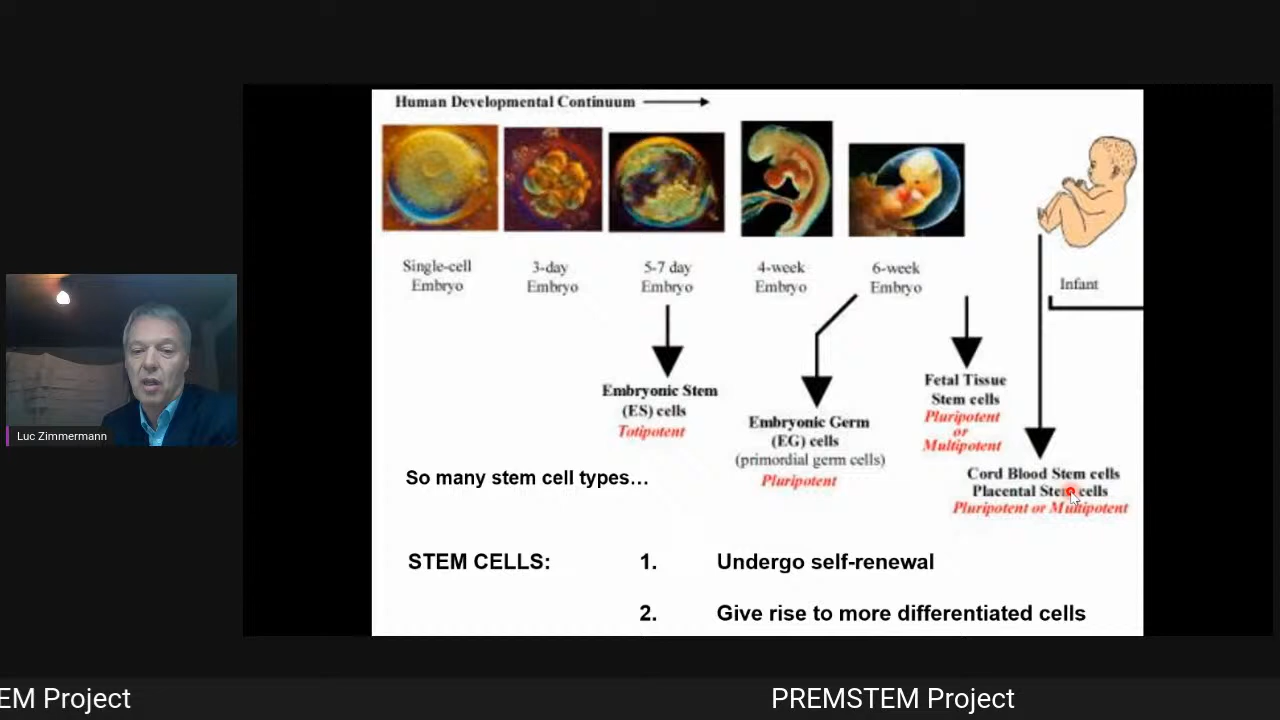 Human Developmental Continuum
Single-cell
Embryo
3-day
Embryo
5-7 day
Embryo
4-week
Embryo
6-week
Embryo
Infant
Embryonic Stem
(ES) cells
Totipotent
Embryonic Germ
(EG) cells
(primordial germ cells)
Pluripotent
Fetal Tissue
Stem cells
Pluripotent
or
Multipotent
Cord Blood Stem cells
Placental Stem cells
Pluripotent or Multipotent
So many stem cell types…
STEM CELLS:
1. Undergo self-renewal
2. Give rise to more differentiated cells
Luc Zimmermann
EM Project
PREMSTEM Project